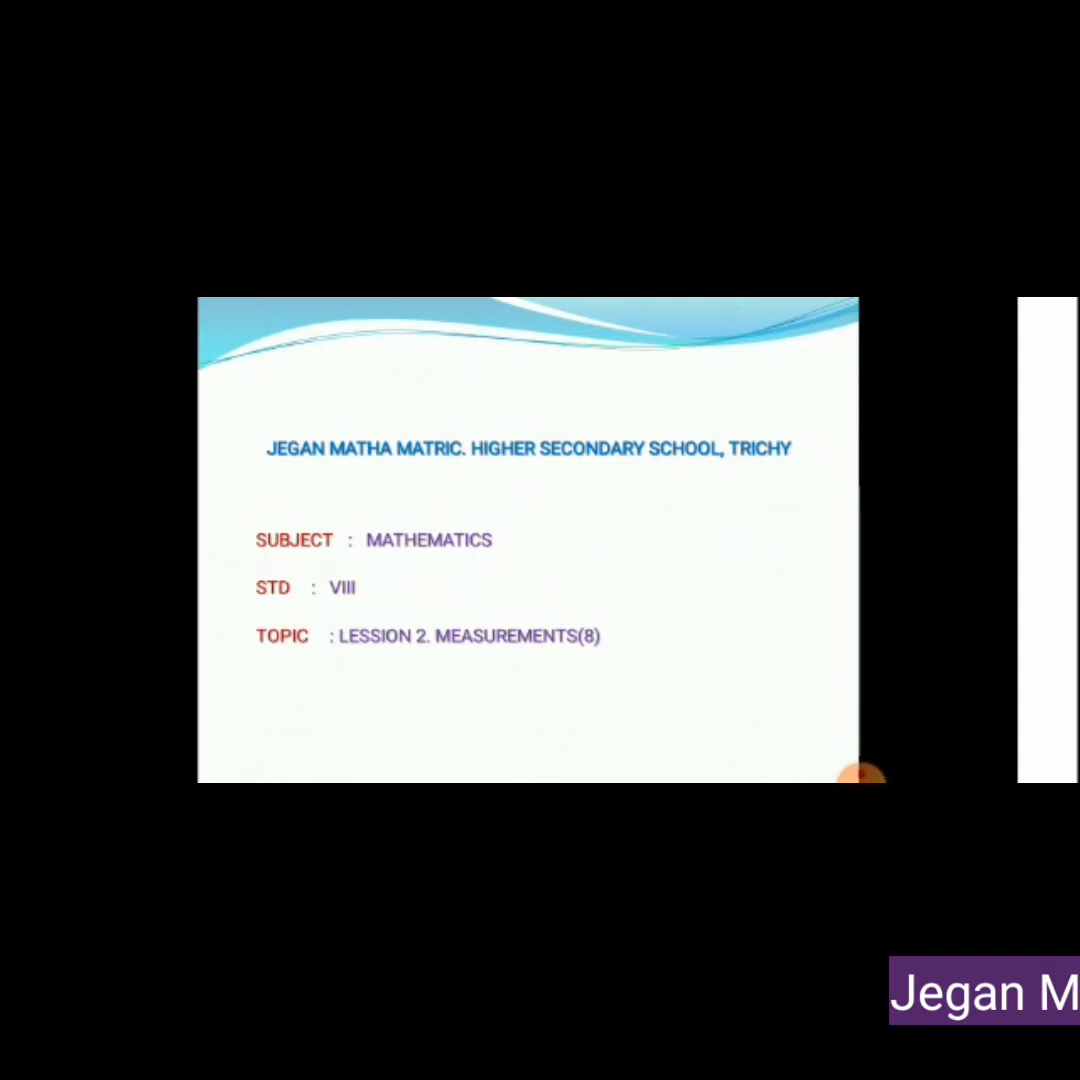 JEGAN MATHA MATRIC. HIGHER SECONDARY SCHOOL, TRICHY
SUBJECT : MATHEMATICS
STD : VIII
TOPIC : LESSION 2. MEASUREMENTS(8)
Jegan M